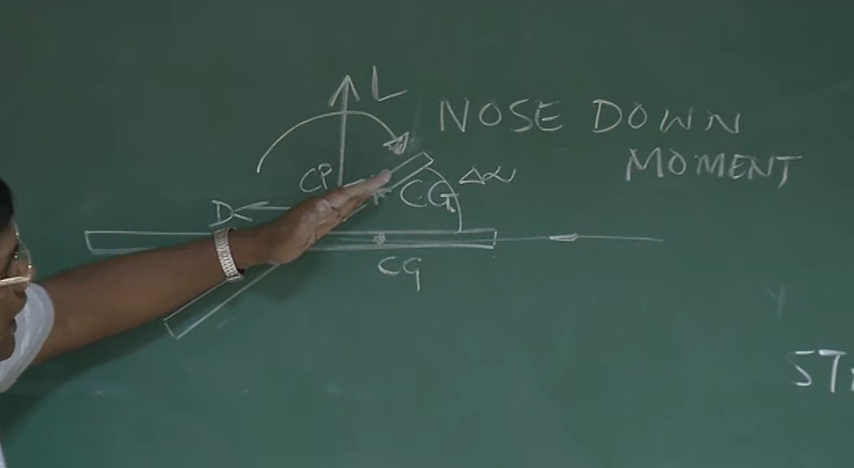 L
NOSE DOWN
MOMENT
CP
CG
Δα
D
CG